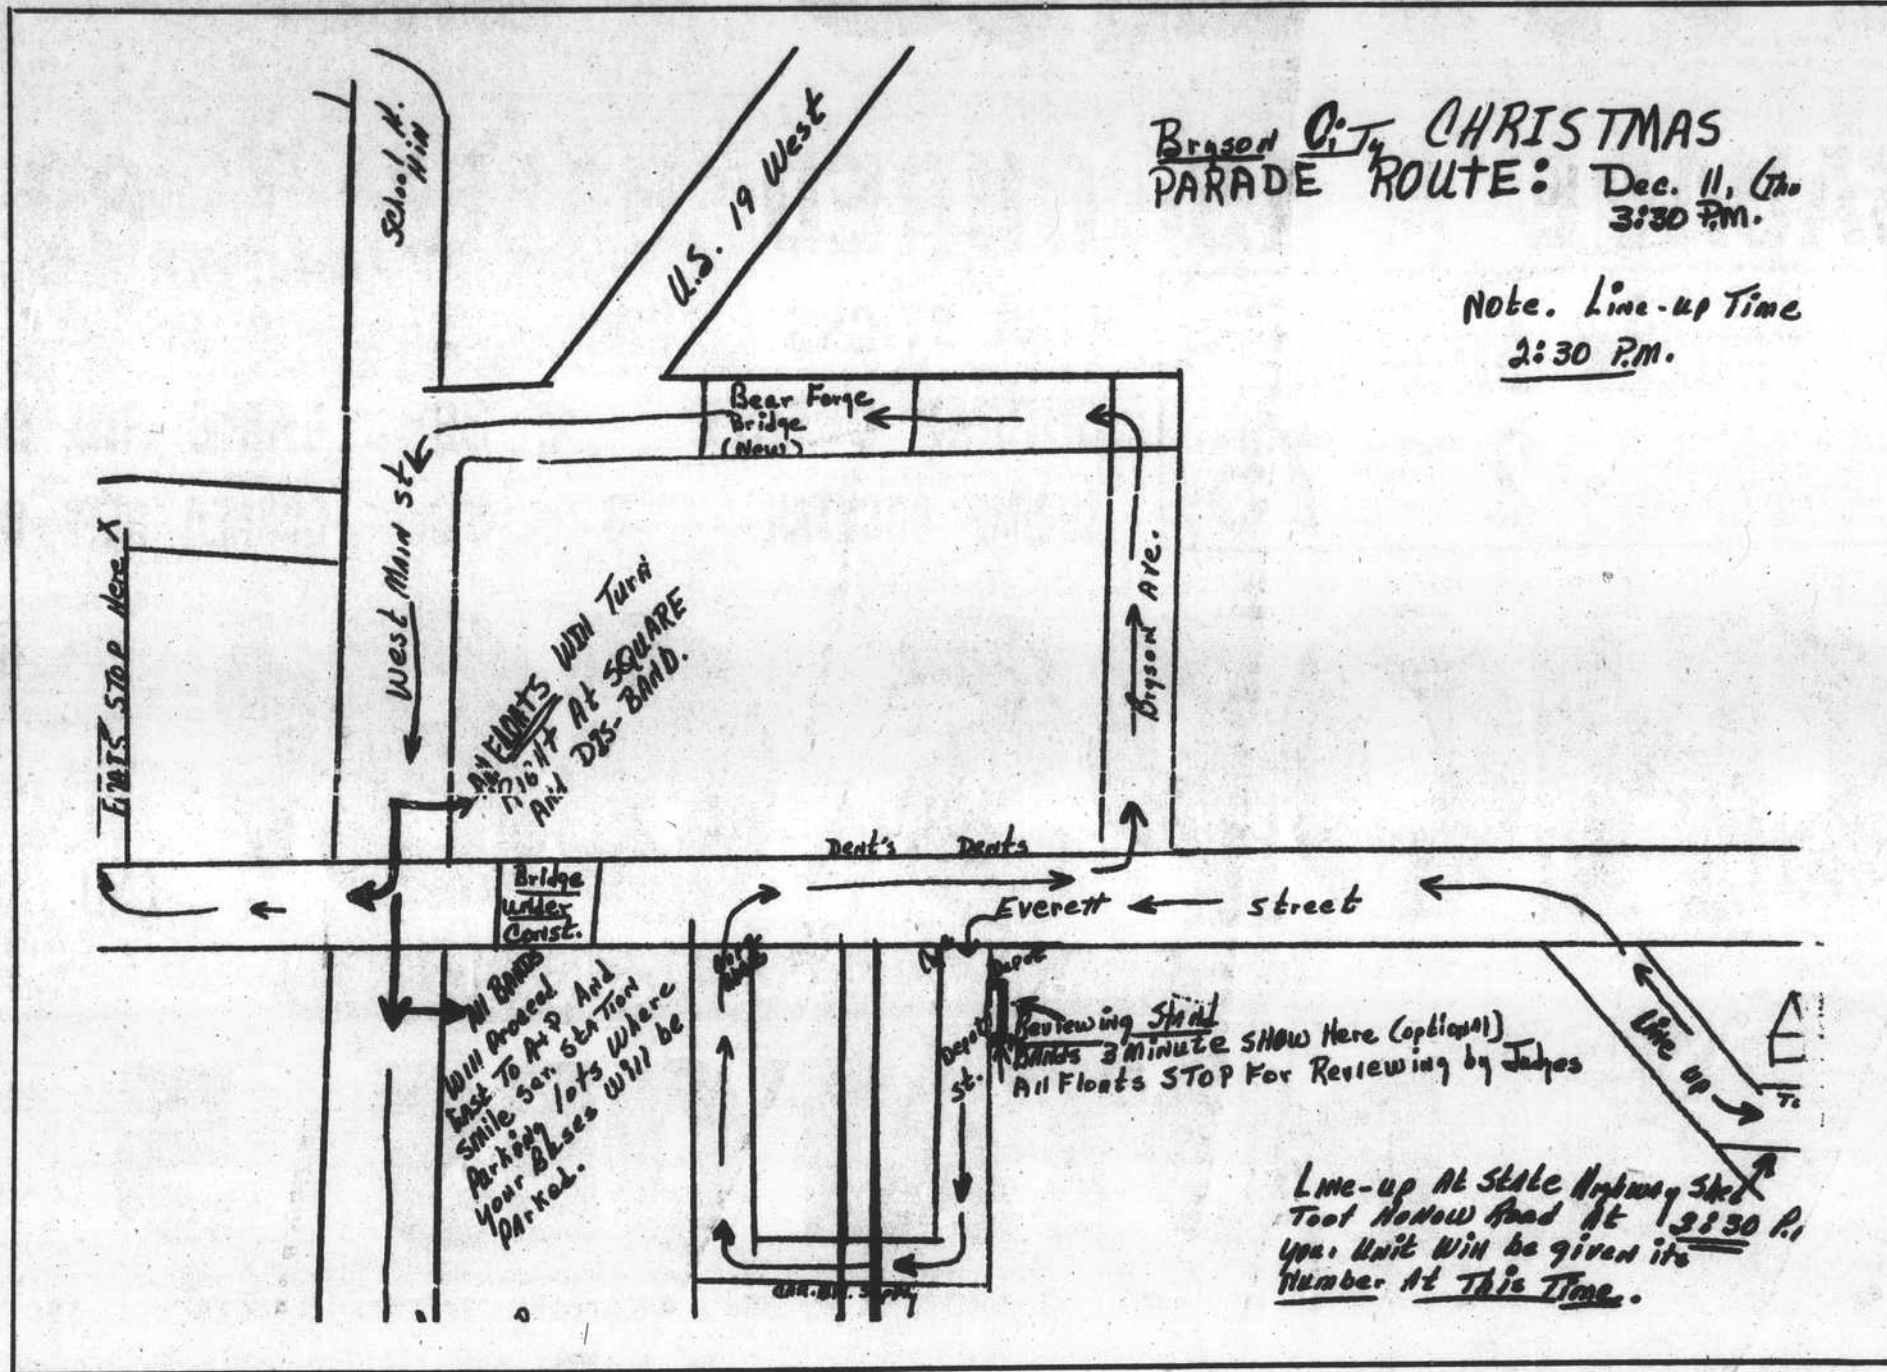 Bryson City CHRISTMAS
PARADE ROUTE: Dec. 11, (Thu
3:30 P.M.
Note. Line-up Time
2:30 P.M.
School H.
Hill
U.S. 19 West
Bear Forge
Bridge
(New)
West Main St.
FLOATS STOP Here X
All FLOATS Will Turn
Right At SQUARE
And DIS-BAND.
Bryson Ave.
Dent's Dents
Bridge
under
Const.
Everett Street
Depot
Depot
St.
Reviewing Stand
BANDS 3 MINUTE SHOW Here (optional)
All Floats STOP For Reviewing by Judges
Line up
To
All BANDS
Will Proceed
East To A+P And
Smile Ser. STATION
Parking lots Where
your BUses will be
PArked.
Line-up At State Highway Shed
Toot Hollow Road At 2:30 P.
your Unit Will be given its
Number At This Time.